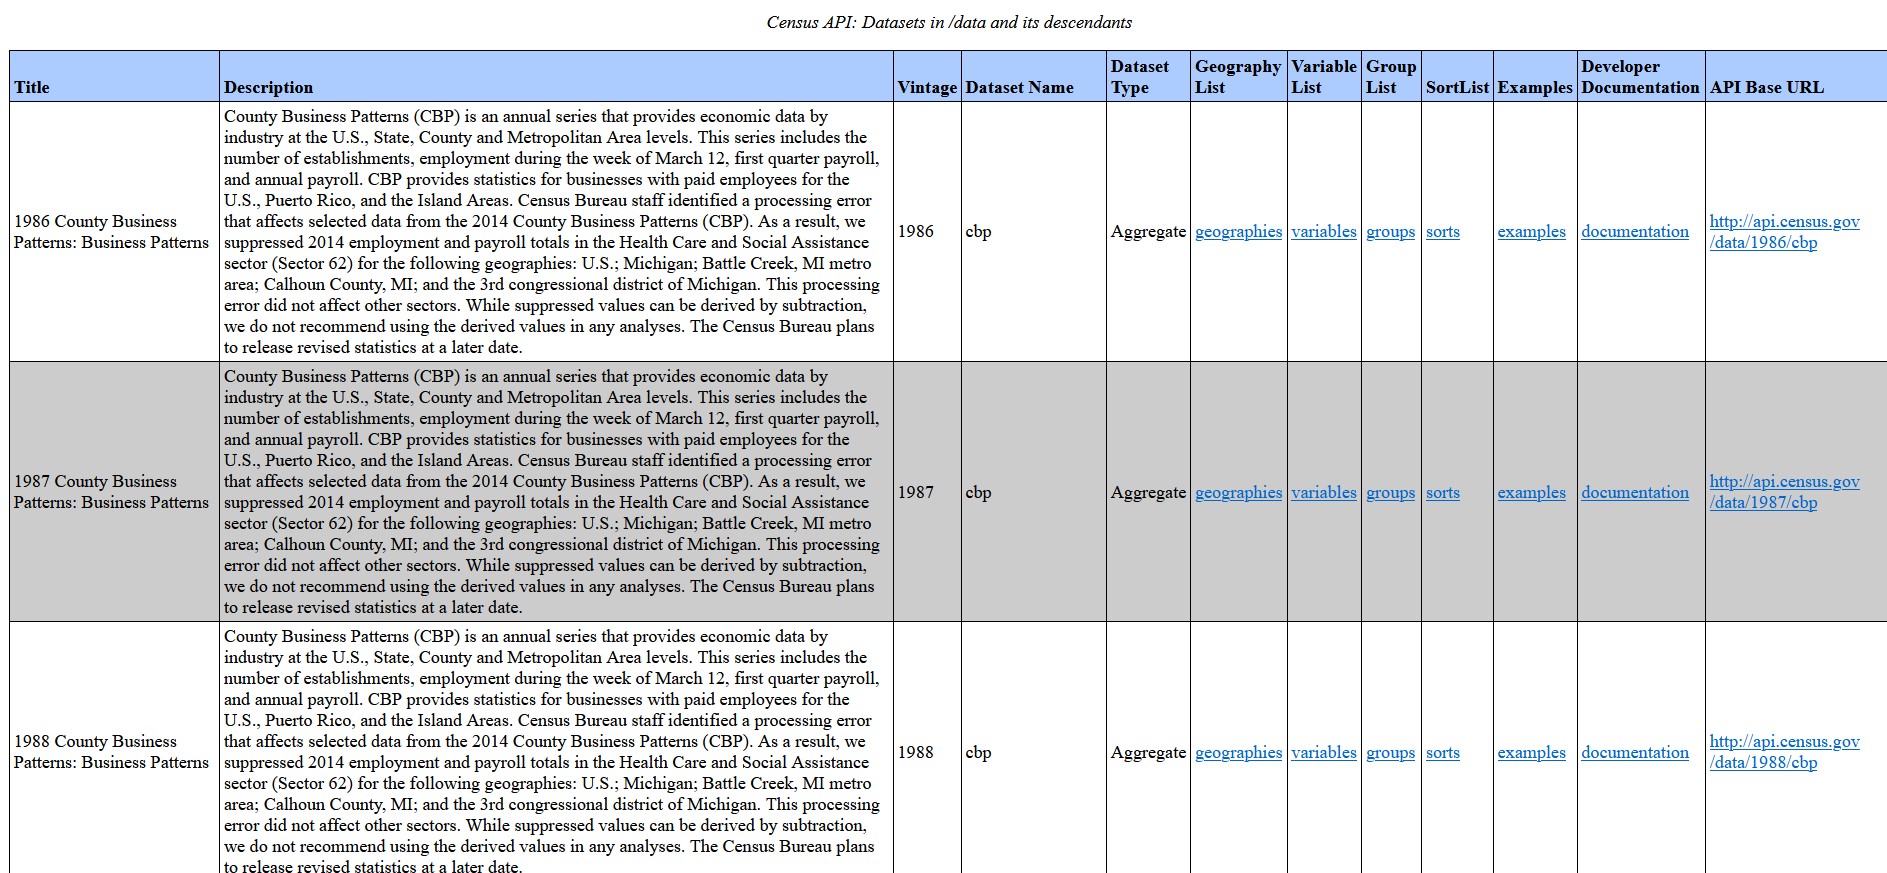 Census API: Datasets in /data and its descendants
Title
Description
Vintage
Dataset Name
Dataset
Type
Geography
List
Variable
List
Group
List
SortList
Examples
Developer
Documentation
API Base URL
1986 County Business
Patterns: Business Patterns
County Business Patterns (CBP) is an annual series that provides economic data by
industry at the U.S., State, County and Metropolitan Area levels. This series includes the
number of establishments, employment during the week of March 12, first quarter payroll,
and annual payroll. CBP provides statistics for businesses with paid employees for the
U.S., Puerto Rico, and the Island Areas. Census Bureau staff identified a processing error
that affects selected data from the 2014 County Business Patterns (CBP). As a result, we
suppressed 2014 employment and payroll totals in the Health Care and Social Assistance
sector (Sector 62) for the following geographies: U.S.; Michigan; Battle Creek, MI metro
area; Calhoun County, MI; and the 3rd congressional district of Michigan. This processing
error did not affect other sectors. While suppressed values can be derived by subtraction,
we do not recommend using the derived values in any analyses. The Census Bureau plans
to release revised statistics at a later date.
1986
cbp
Aggregate
geographies
variables
groups
sorts
examples
documentation
http://api.census.gov
/data/1986/cbp
1987 County Business
Patterns: Business Patterns
County Business Patterns (CBP) is an annual series that provides economic data by
industry at the U.S., State, County and Metropolitan Area levels. This series includes the
number of establishments, employment during the week of March 12, first quarter payroll,
and annual payroll. CBP provides statistics for businesses with paid employees for the
U.S., Puerto Rico, and the Island Areas. Census Bureau staff identified a processing error
that affects selected data from the 2014 County Business Patterns (CBP). As a result, we
suppressed 2014 employment and payroll totals in the Health Care and Social Assistance
sector (Sector 62) for the following geographies: U.S.; Michigan; Battle Creek, MI metro
area; Calhoun County, MI; and the 3rd congressional district of Michigan. This processing
error did not affect other sectors. While suppressed values can be derived by subtraction,
we do not recommend using the derived values in any analyses. The Census Bureau plans
to release revised statistics at a later date.
1987
cbp
Aggregate
geographies
variables
groups
sorts
examples
documentation
http://api.census.gov
/data/1987/cbp
1988 County Business
Patterns: Business Patterns
County Business Patterns (CBP) is an annual series that provides economic data by
industry at the U.S., State, County and Metropolitan Area levels. This series includes the
number of establishments, employment during the week of March 12, first quarter payroll,
and annual payroll. CBP provides statistics for businesses with paid employees for the
U.S., Puerto Rico, and the Island Areas. Census Bureau staff identified a processing error
that affects selected data from the 2014 County Business Patterns (CBP). As a result, we
suppressed 2014 employment and payroll totals in the Health Care and Social Assistance
sector (Sector 62) for the following geographies: U.S.; Michigan; Battle Creek, MI metro
area; Calhoun County, MI; and the 3rd congressional district of Michigan. This processing
error did not affect other sectors. While suppressed values can be derived by subtraction,
we do not recommend using the derived values in any analyses. The Census Bureau plans
to release revised statistics at a later date.
1988
cbp
Aggregate
geographies
variables
groups
sorts
examples
documentation
http://api.census.gov
/data/1988/cbp